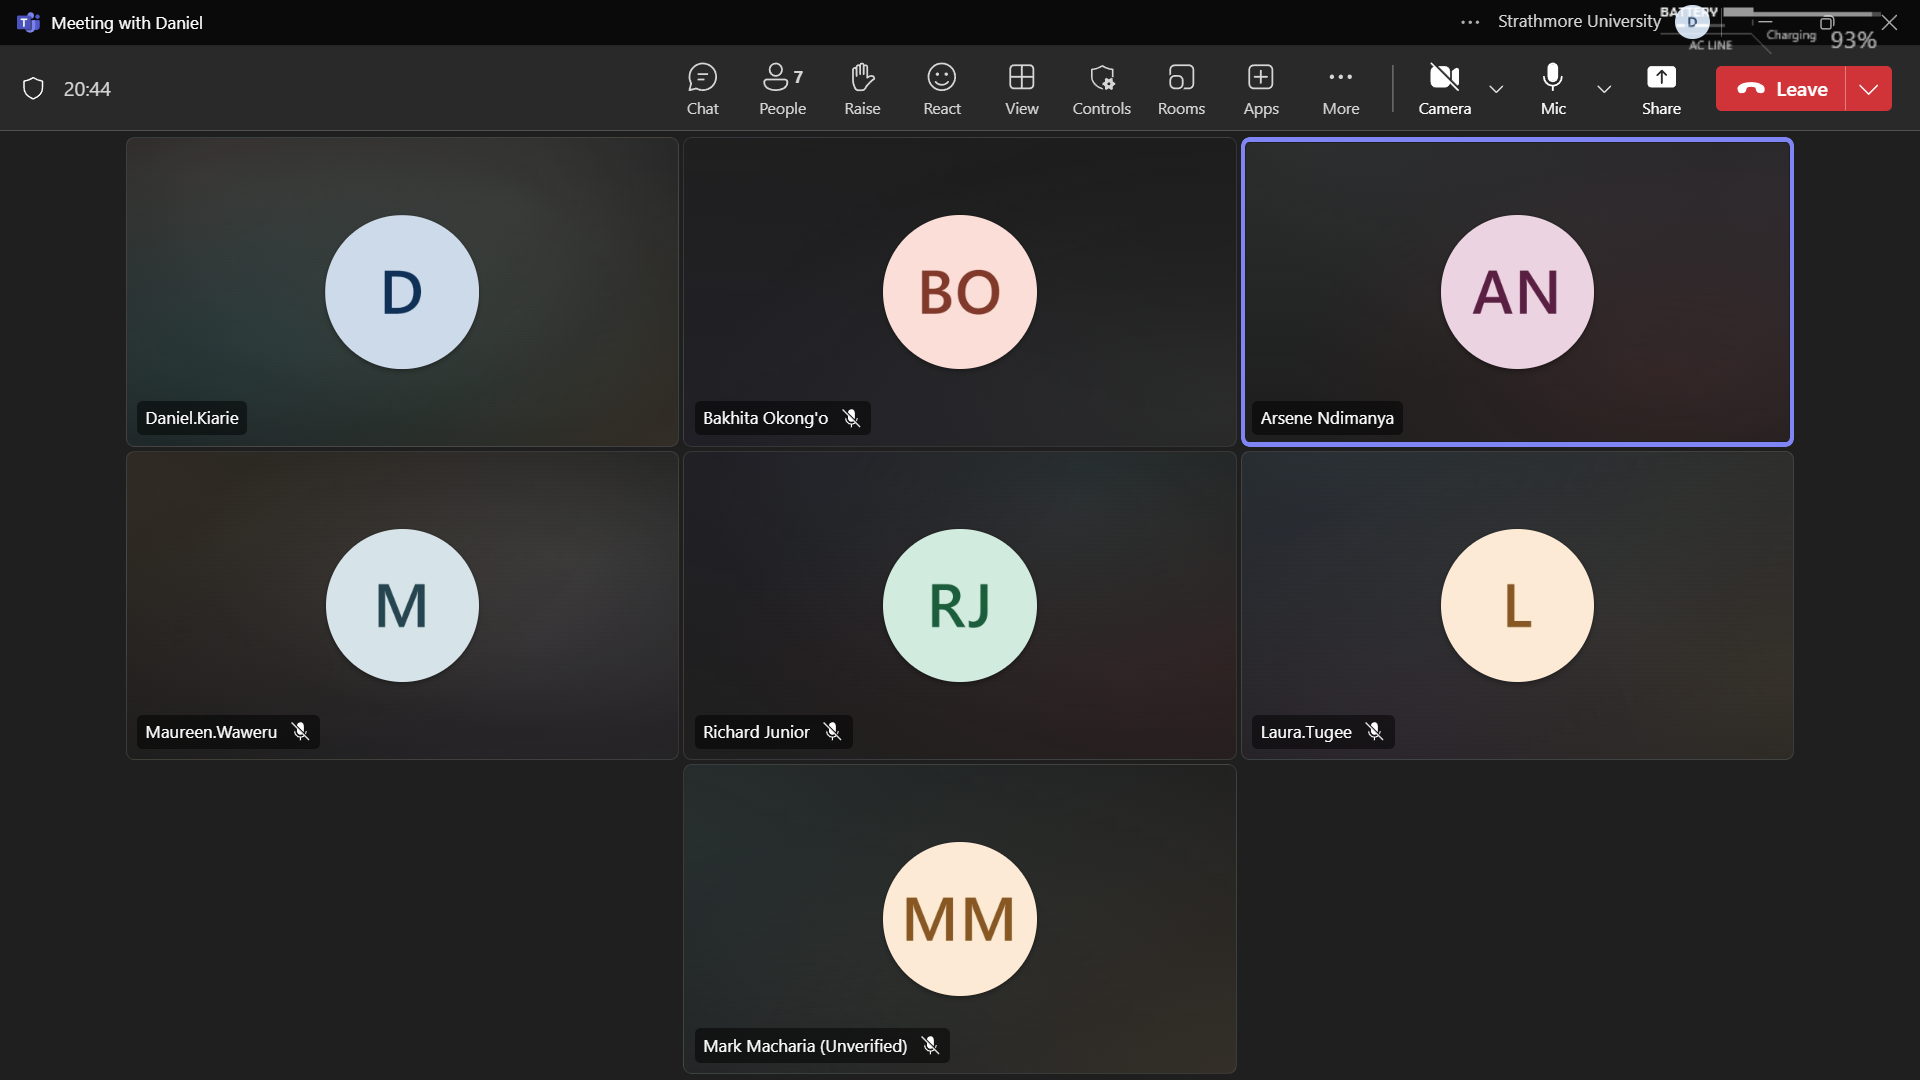 Meeting with Daniel
Strathmore University
D
BATTERY
AC LINE
Charging
93%
20:44
Chat
People 7
Raise
React
View
Controls
Rooms
Apps
More
Camera
Mic
Share
Leave
D
Daniel.Kiarie
BO
Bakhita Okong'o
AN
Arsene Ndimanya
M
Maureen.Waweru
RJ
Richard Junior
L
Laura.Tugee
MM
Mark Macharia (Unverified)